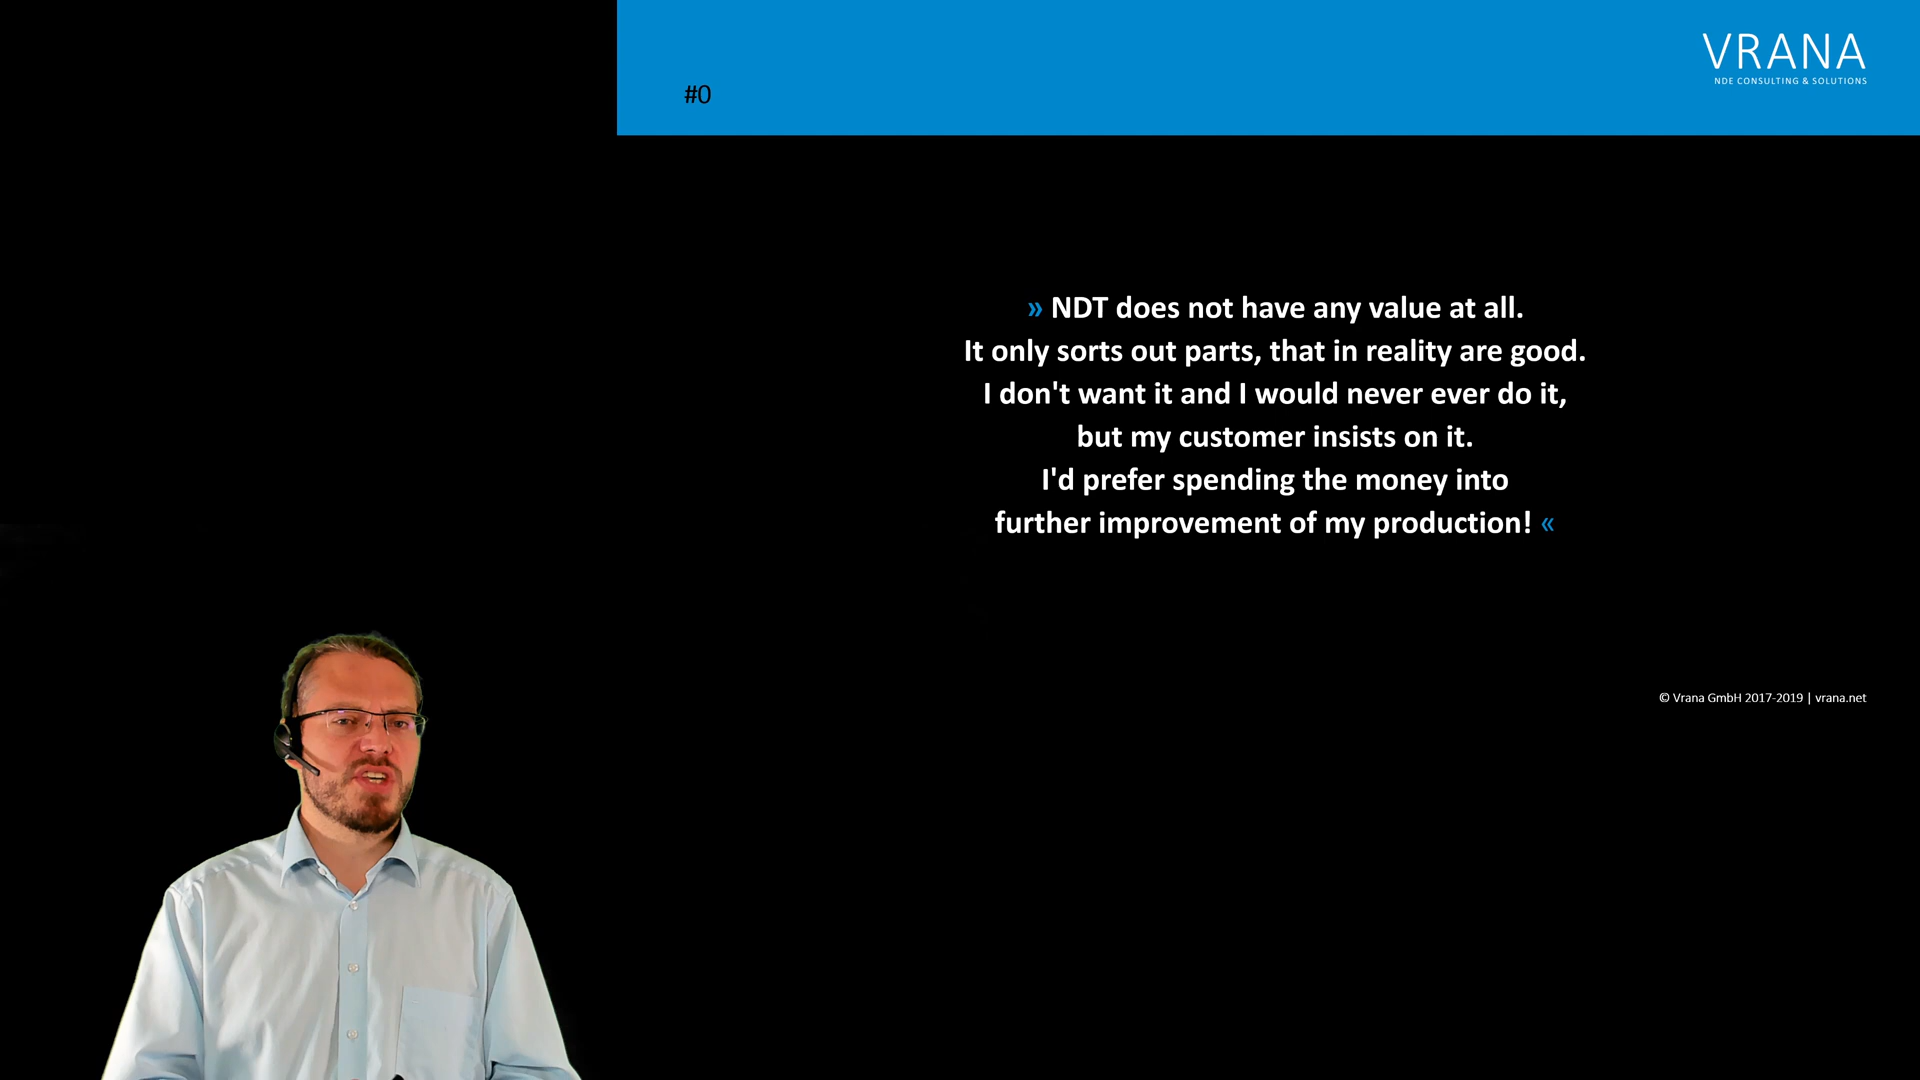 VRANA
NDE CONSULTING & SOLUTIONS
#0
» NDT does not have any value at all.
It only sorts out parts, that in reality are good.
I don't want it and I would never ever do it,
but my customer insists on it.
I'd prefer spending the money into
further improvement of my production! «
© Vrana GmbH 2017-2019 | vrana.net